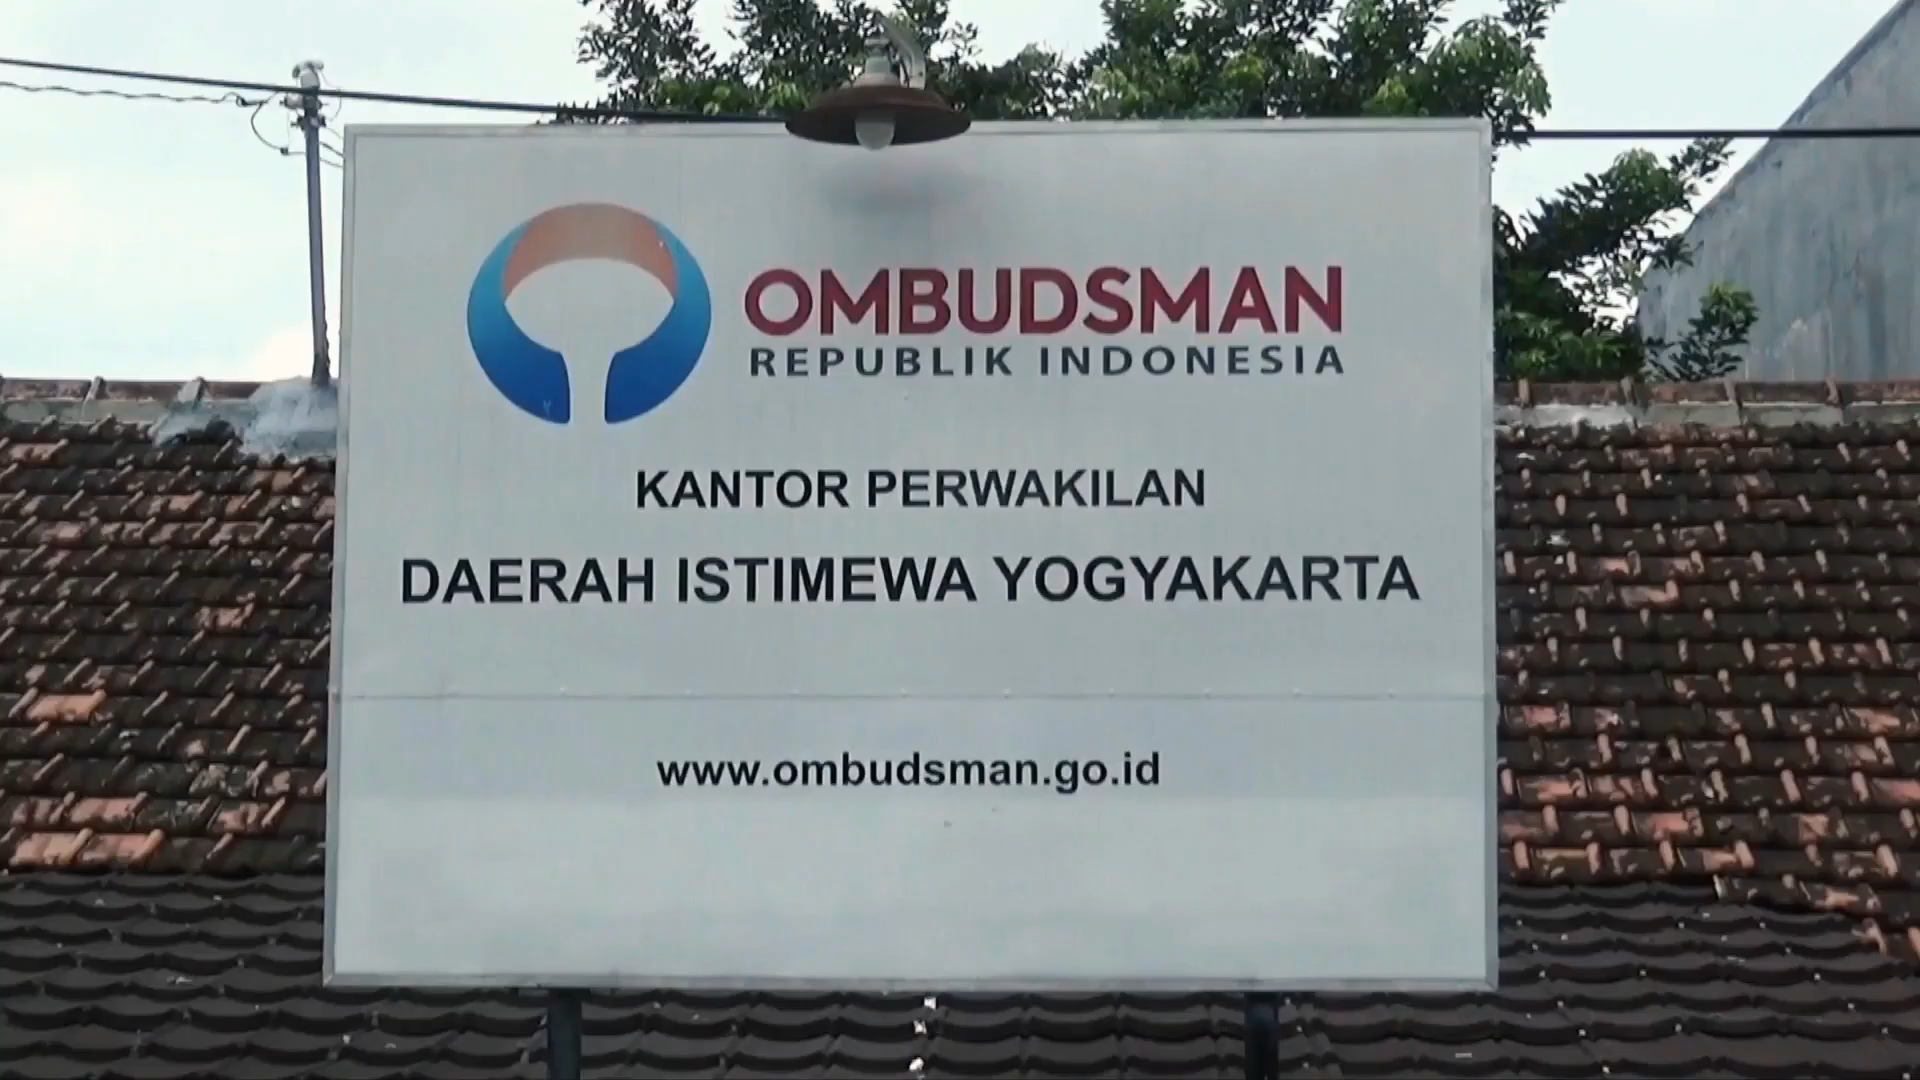 OMBUDSMAN
REPUBLIK INDONESIA
KANTOR PERWAKILAN
DAERAH ISTIMEWA YOGYAKARTA
www.ombudsman.go.id